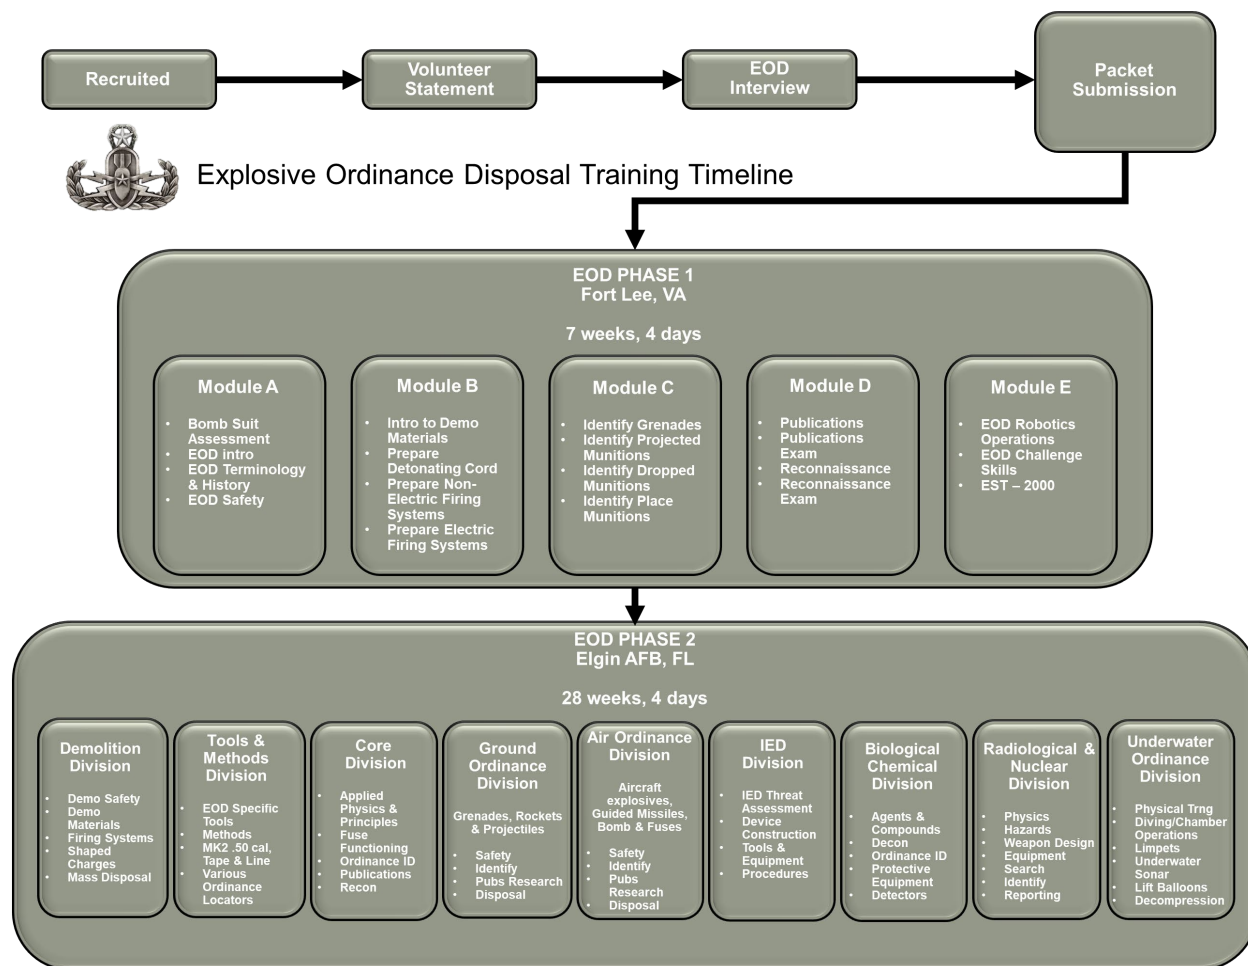 Recruited
Volunteer
Statement
EOD
Interview
Packet
Submission
Explosive Ordinance Disposal Training Timeline
EOD PHASE 1
Fort Lee, VA
7 weeks, 4 days
Module A
• Bomb Suit
Assessment
• EOD intro
• EOD Terminology
& History
• EOD Safety
Module B
• Intro to Demo
Materials
• Prepare
Detonating Cord
• Prepare Non-
Electric Firing
Systems
• Prepare Electric
Firing Systems
Module C
• Identify Grenades
• Identify Projected
Munitions
• Identify Dropped
Munitions
• Identify Place
Munitions
Module D
• Publications
• Publications
Exam
• Reconnaissance
• Reconnaissance
Exam
Module E
• EOD Robotics
Operations
• EOD Challenge
Skills
• EST – 2000
EOD PHASE 2
Elgin AFB, FL
28 weeks, 4 days
Demolition
Division
• Demo Safety
• Demo
Materials
• Firing Systems
• Shaped
Charges
• Mass Disposal
Tools &
Methods
Division
• EOD Specific
Tools
• Methods
• MK2 .50 cal,
Tape & Line
• Various
Ordinance
Locators
Core
Division
• Applied
Physics &
Principles
• Fuse
Functioning
• Ordinance ID
• Publications
• Recon
Ground
Ordinance
Division
Grenades, Rockets
& Projectiles
• Safety
• Identify
• Pubs Research
• Disposal
Air Ordinance
Division
Aircraft
explosives,
Guided Missiles,
Bomb & Fuses
• Safety
• Identify
• Pubs
Research
• Disposal
IED
Division
• IED Threat
Assessment
• Device
Construction
• Tools &
Equipment
• Procedures
Biological
Chemical
Division
• Agents &
Compounds
• Decon
• Ordinance ID
• Protective
Equipment
• Detectors
Radiological &
Nuclear
Division
• Physics
• Hazards
• Weapon Design
• Equipment
• Search
• Identify
• Reporting
Underwater
Ordinance
Division
• Physical Trng
• Diving/Chamber
Operations
• Limpets
• Underwater
Sonar
• Lift Balloons
• Decompression